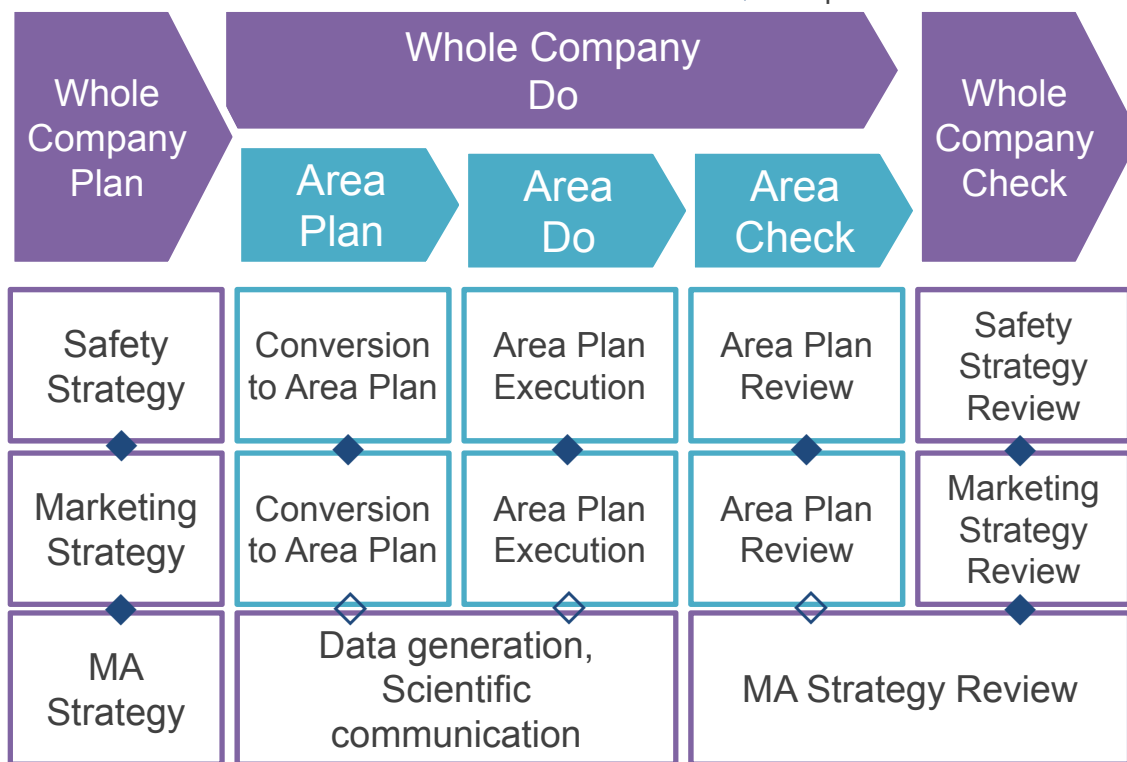 Whole
Company
Plan
Whole Company
Do
Whole
Company
Check
Area
Plan
Area
Do
Area
Check
Safety
Strategy
Conversion
to Area Plan
Area Plan
Execution
Area Plan
Review
Safety
Strategy
Review
Marketing
Strategy
Conversion
to Area Plan
Area Plan
Execution
Area Plan
Review
Marketing
Strategy
Review
MA
Strategy
Data generation,
Scientific
communication
MA Strategy Review